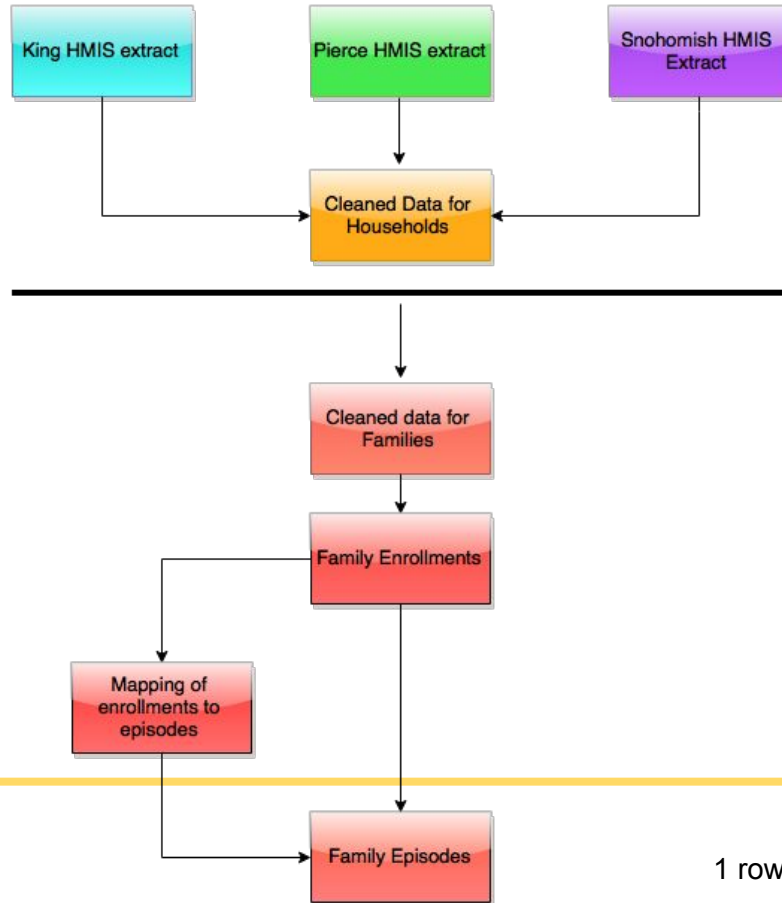 King HMIS extract
Pierce HMIS extract
Snohomish HMIS
Extract
Cleaned Data for
Households
Cleaned data for
Families
Family Enrollments
Mapping of
enrollments to
episodes
Family Episodes
1 row